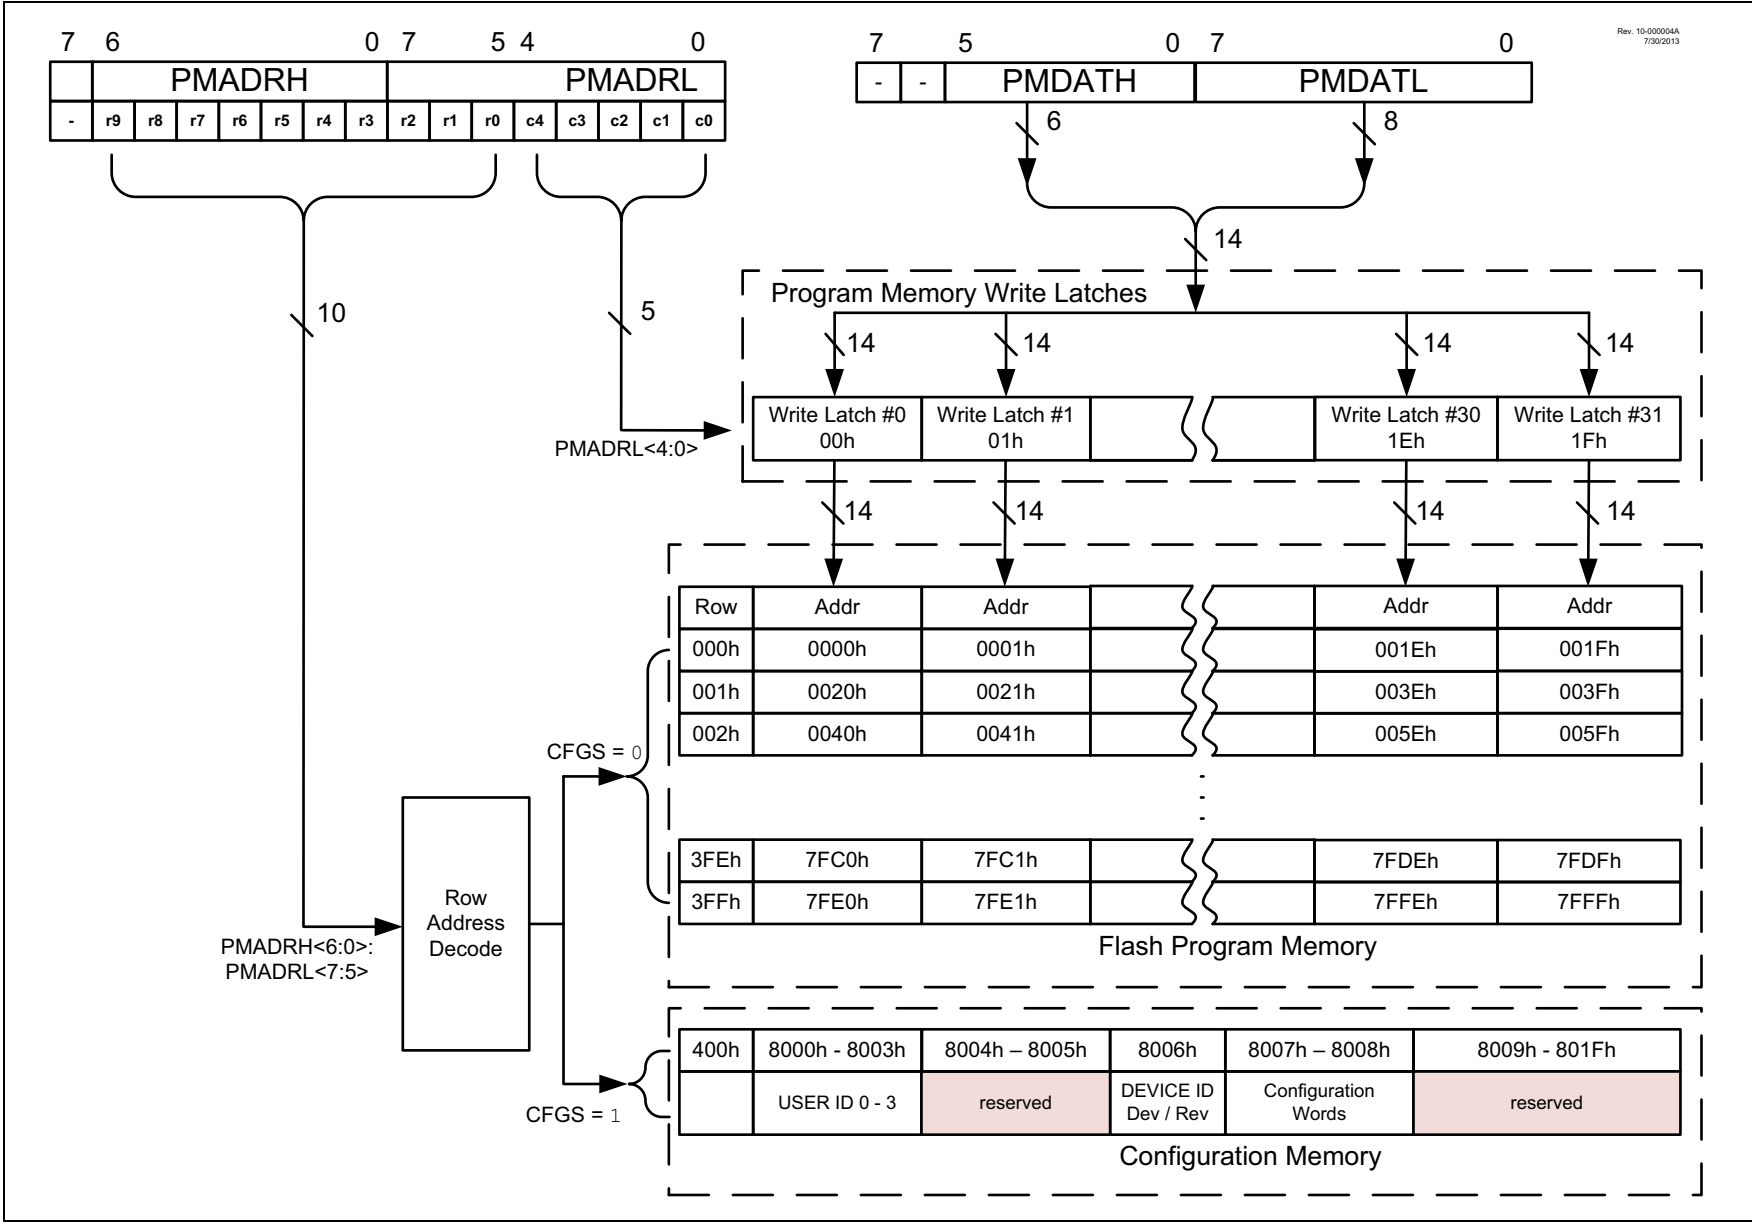 Rev. 10-000004A
7/30/2013
7 6 0 7 5 4 0
PMADRH PMADRL
- r9 r8 r7 r6 r5 r4 r3 r2 r1 r0 c4 c3 c2 c1 c0
7 5 0 7 0
- - PMDATH PMDATL
6 8
14
10 5
Program Memory Write Latches
14 14 14 14
Write Latch #0 Write Latch #1 Write Latch #30 Write Latch #31
00h 01h 1Eh 1Fh
PMADRL<4:0>
14 14 14 14
Row Addr Addr Addr Addr
000h 0000h 0001h 001Eh 001Fh
001h 0020h 0021h 003Eh 003Fh
002h 0040h 0041h 005Eh 005Fh
CFGS = 0
3FEh 7FC0h 7FC1h 7FDEh 7FDFh
3FFh 7FE0h 7FE1h 7FFEh 7FFFh
Flash Program Memory
Row
Address
Decode
PMADRH<6:0>:
PMADRL<7:5>
400h 8000h - 8003h 8004h – 8005h 8006h 8007h – 8008h 8009h - 801Fh
USER ID 0 - 3 reserved DEVICE ID Configuration reserved
Dev / Rev Words
CFGS = 1
Configuration Memory